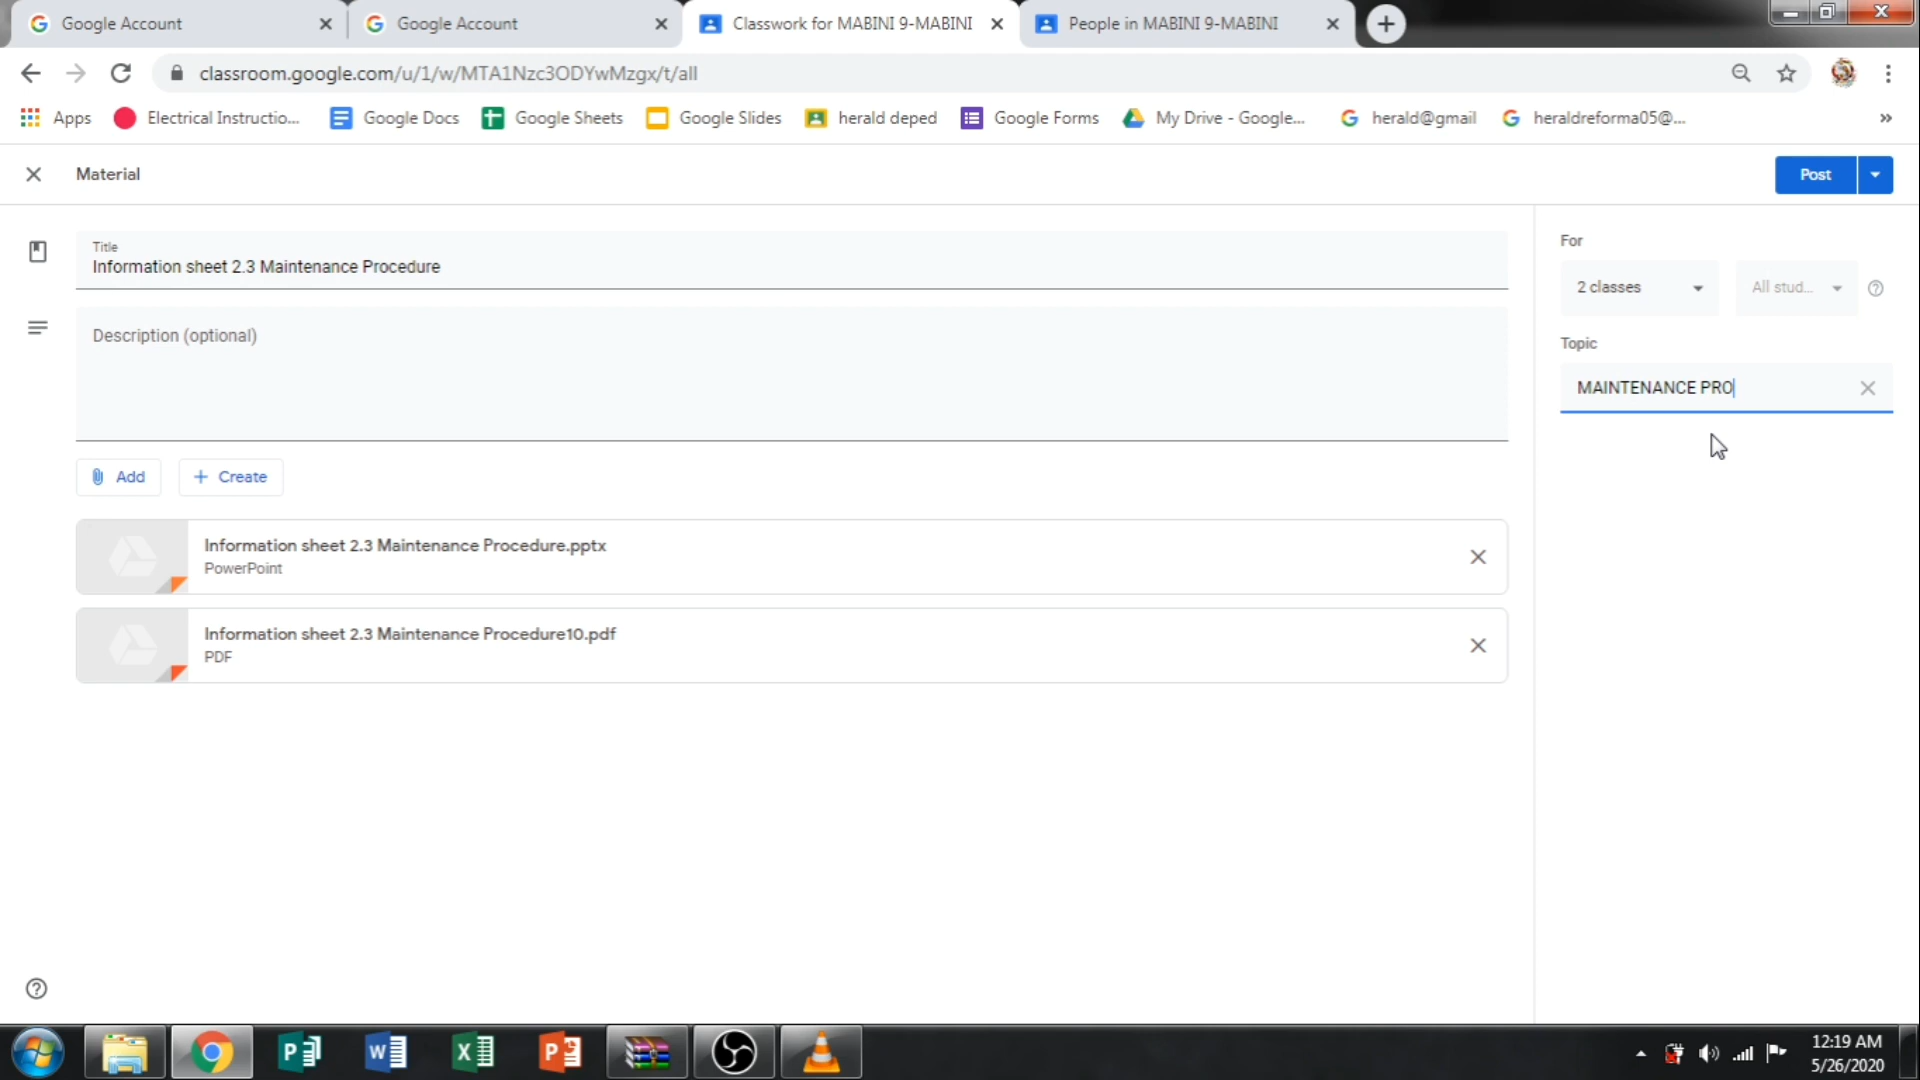 Google Account
Google Account
Classwork for MABINI 9-MABINI
People in MABINI 9-MABINI
classroom.google.com/u/1/w/MTA1Nzc3ODYwMzgx/t/all
Apps
Electrical Instructio...
Google Docs
Google Sheets
Google Slides
herald deped
Google Forms
My Drive - Google...
herald@gmail
heraldreforma05@...
Material
Post
Title
Information sheet 2.3 Maintenance Procedure
For
2 classes
All stud...
Description (optional)
Topic
MAINTENANCE PRO
Add
Create
Information sheet 2.3 Maintenance Procedure.pptx
PowerPoint
Information sheet 2.3 Maintenance Procedure10.pdf
PDF
12:19 AM
5/26/2020